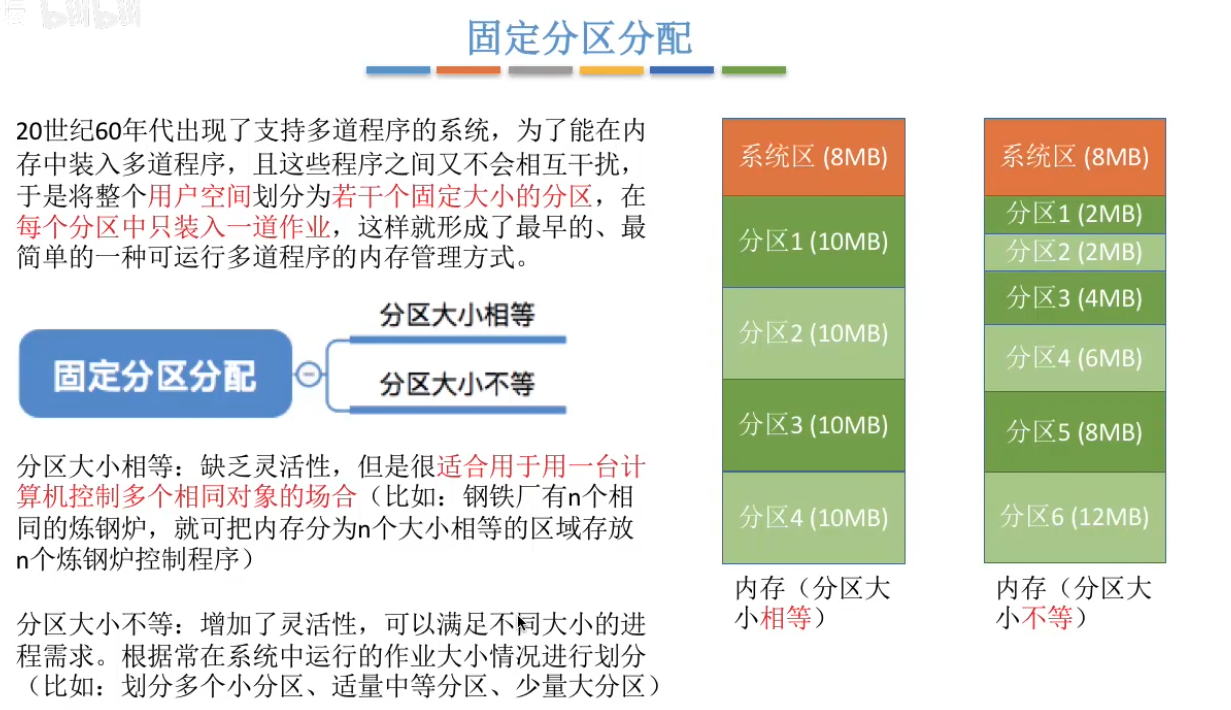 固定分区分配
20世纪60年代出现了支持多道程序的系统，为了能在内
存中装入多道程序，且这些程序之间又不会相互干扰，
于是将整个用户空间划分为若干个固定大小的分区，在
每个分区中只装入一道作业，这样就形成了最早的、最
简单的一种可运行多道程序的内存管理方式。
固定分区分配
分区大小相等
分区大小不等
分区大小相等：缺乏灵活性，但是很适合用于用一台计
算机控制多个相同对象的场合（比如：钢铁厂有n个相
同的炼钢炉，就可把内存分为n个大小相等的区域存放
n个炼钢炉控制程序）
分区大小不等：增加了灵活性，可以满足不同大小的进
程需求。根据常在系统中运行的作业大小情况进行划分
（比如：划分多个小分区、适量中等分区、少量大分区）
系统区 (8MB)
分区1 (10MB)
分区2 (10MB)
分区3 (10MB)
分区4 (10MB)
内存（分区大
小相等）
系统区 (8MB)
分区1 (2MB)
分区2 (2MB)
分区3 (4MB)
分区4 (6MB)
分区5 (8MB)
分区6 (12MB)
内存（分区大
小不等）